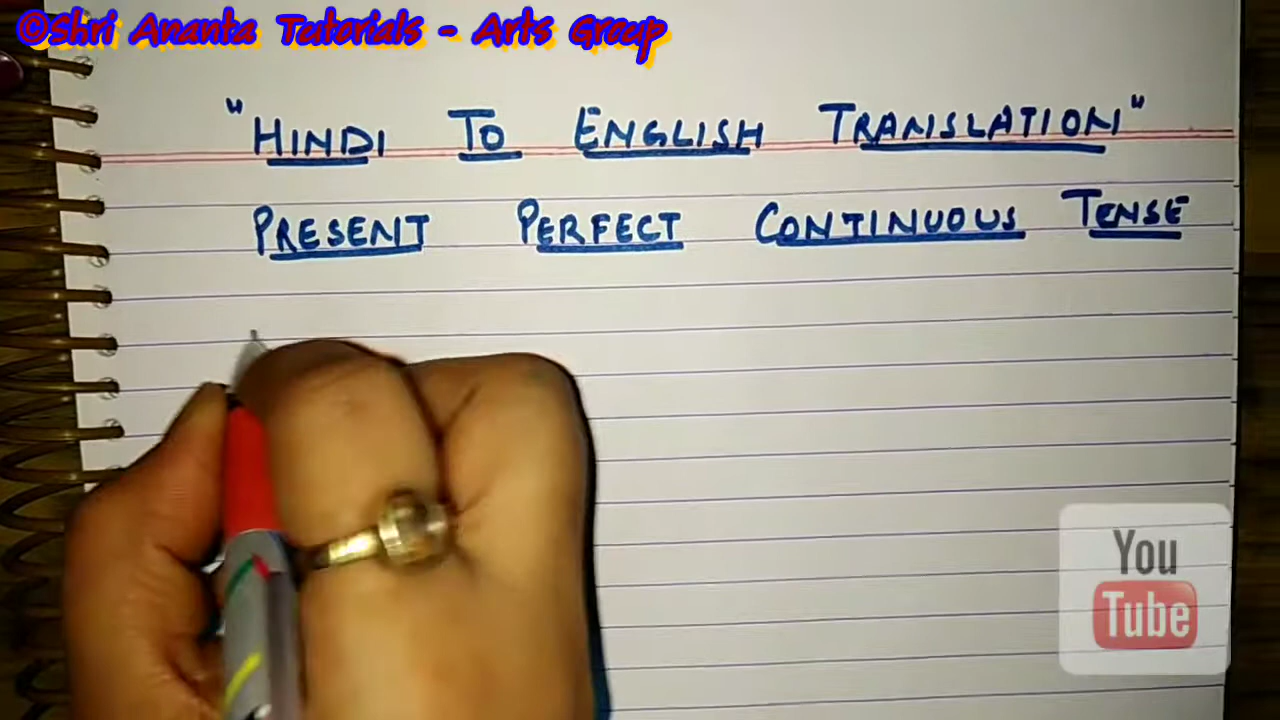 ©Shri Ananta Tutorials - Arts Group
"HINDI TO ENGLISH TRANSLATION"
PRESENT PERFECT CONTINUOUS TENSE
You
Tube